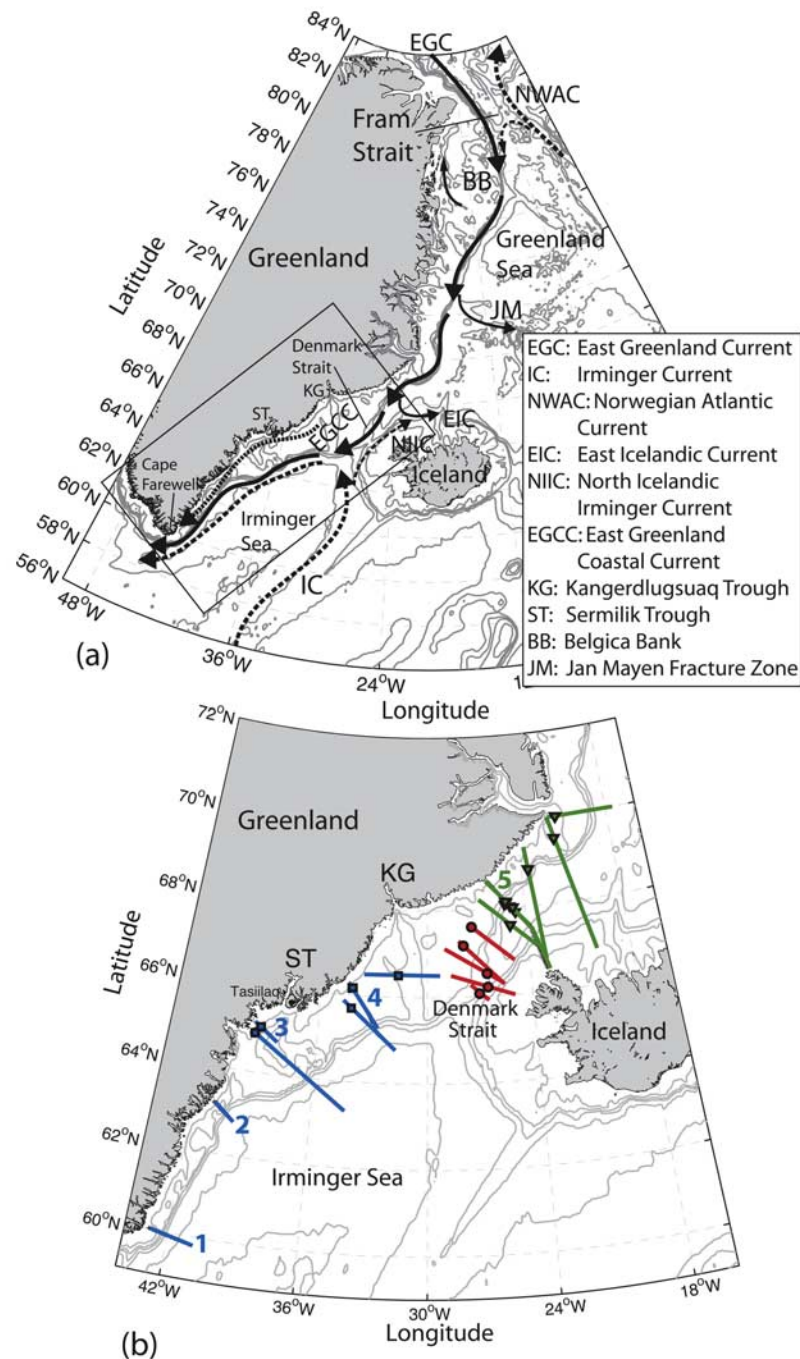 84°N
EGC
82°N
80°N
NWAC
Fram
Strait
78°N
76°N
BB
74°N
Greenland
Sea
72°N
Greenland
70°N
Latitude
JM
68°N
Denmark
Strait
66°N
KG
64°N
ST
EGCC
EIC
NIIC
62°N
Cape
Farewell
Iceland
60°N
Irminger
Sea
58°N
56°N
IC
48°W
36°W
24°W
1
(a)
Longitude
EGC: East Greenland Current
IC: Irminger Current
NWAC: Norwegian Atlantic
Current
EIC: East Icelandic Current
NIIC: North Icelandic
Irminger Current
EGCC: East Greenland
Coastal Current
KG: Kangerdlugsuaq Trough
ST: Sermilik Trough
BB: Belgica Bank
JM: Jan Mayen Fracture Zone
72°N
70°N
Greenland
68°N
KG
5
Latitude
66°N
ST
Tasiilaq
4
Denmark
Strait
Iceland
64°N
3
2
62°N
Irminger Sea
60°N
1
42°W
36°W
30°W
24°W
18°W
Longitude
(b)